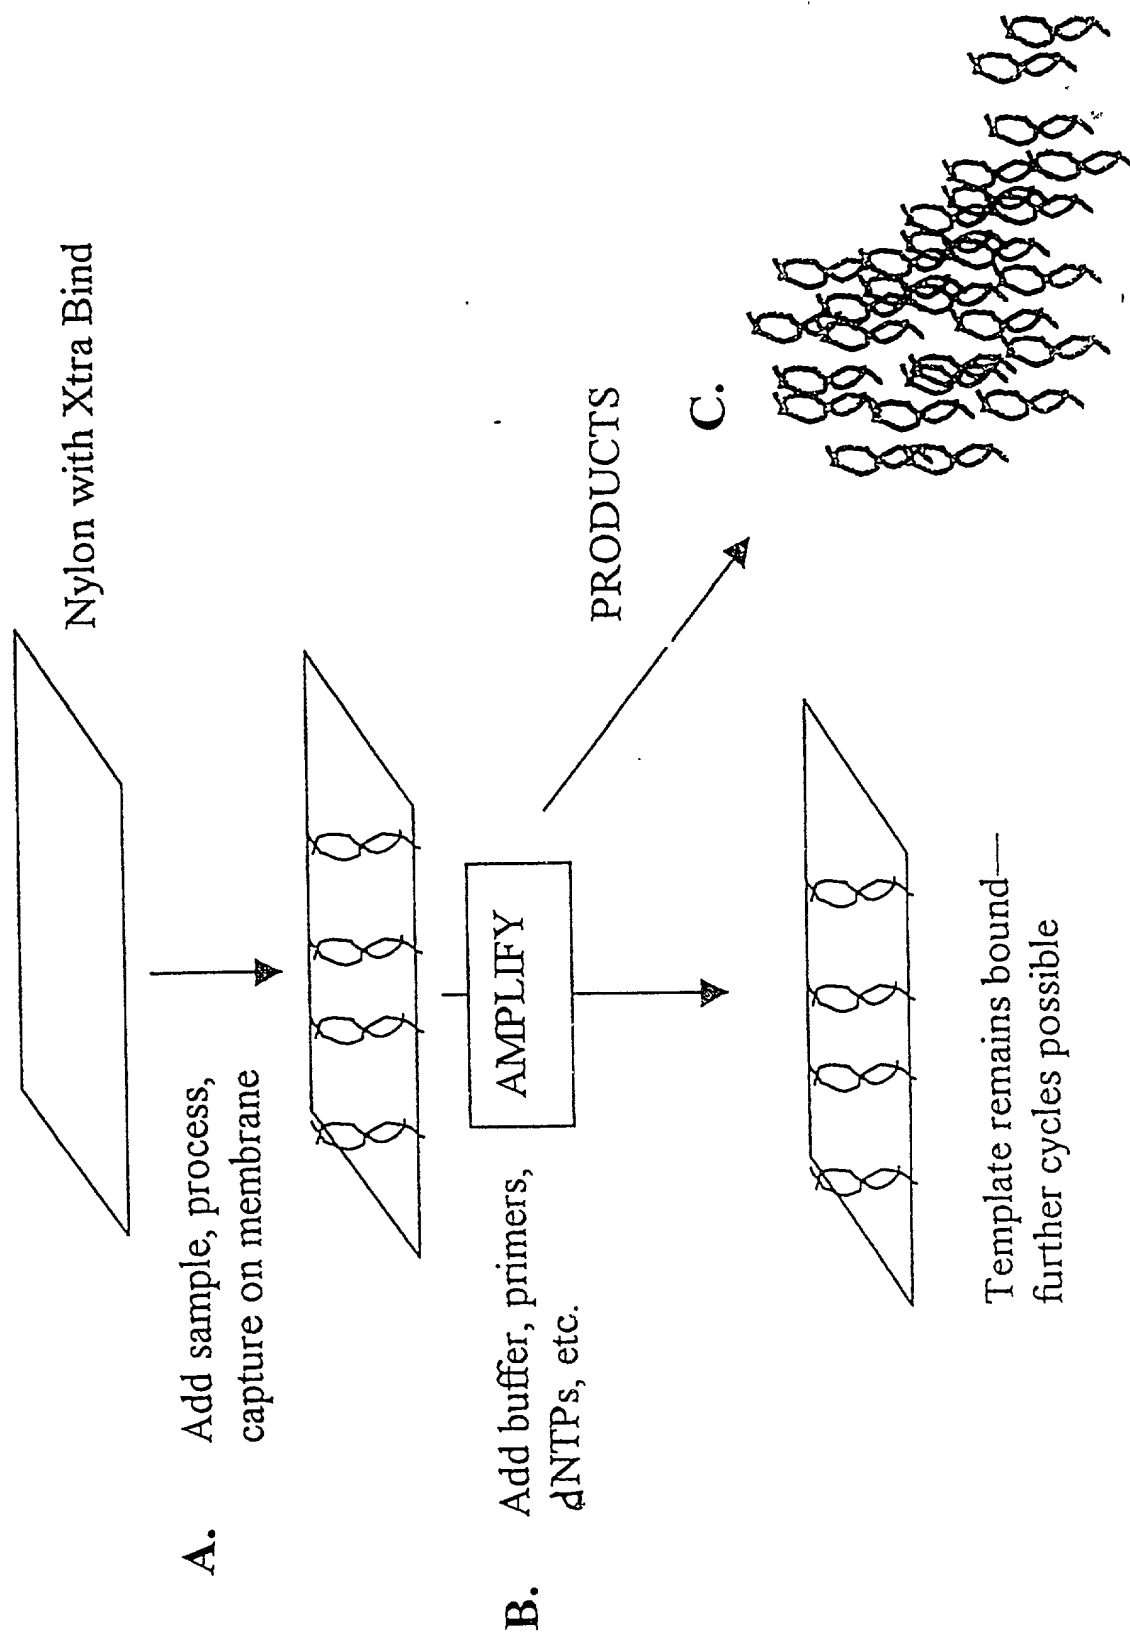 Nylon with Xtra Bind
A. Add sample, process,
capture on membrane
B. Add buffer, primers,
dNTPs, etc.
AMPLIFY
PRODUCTS
C.
Template remains bound—
further cycles possible